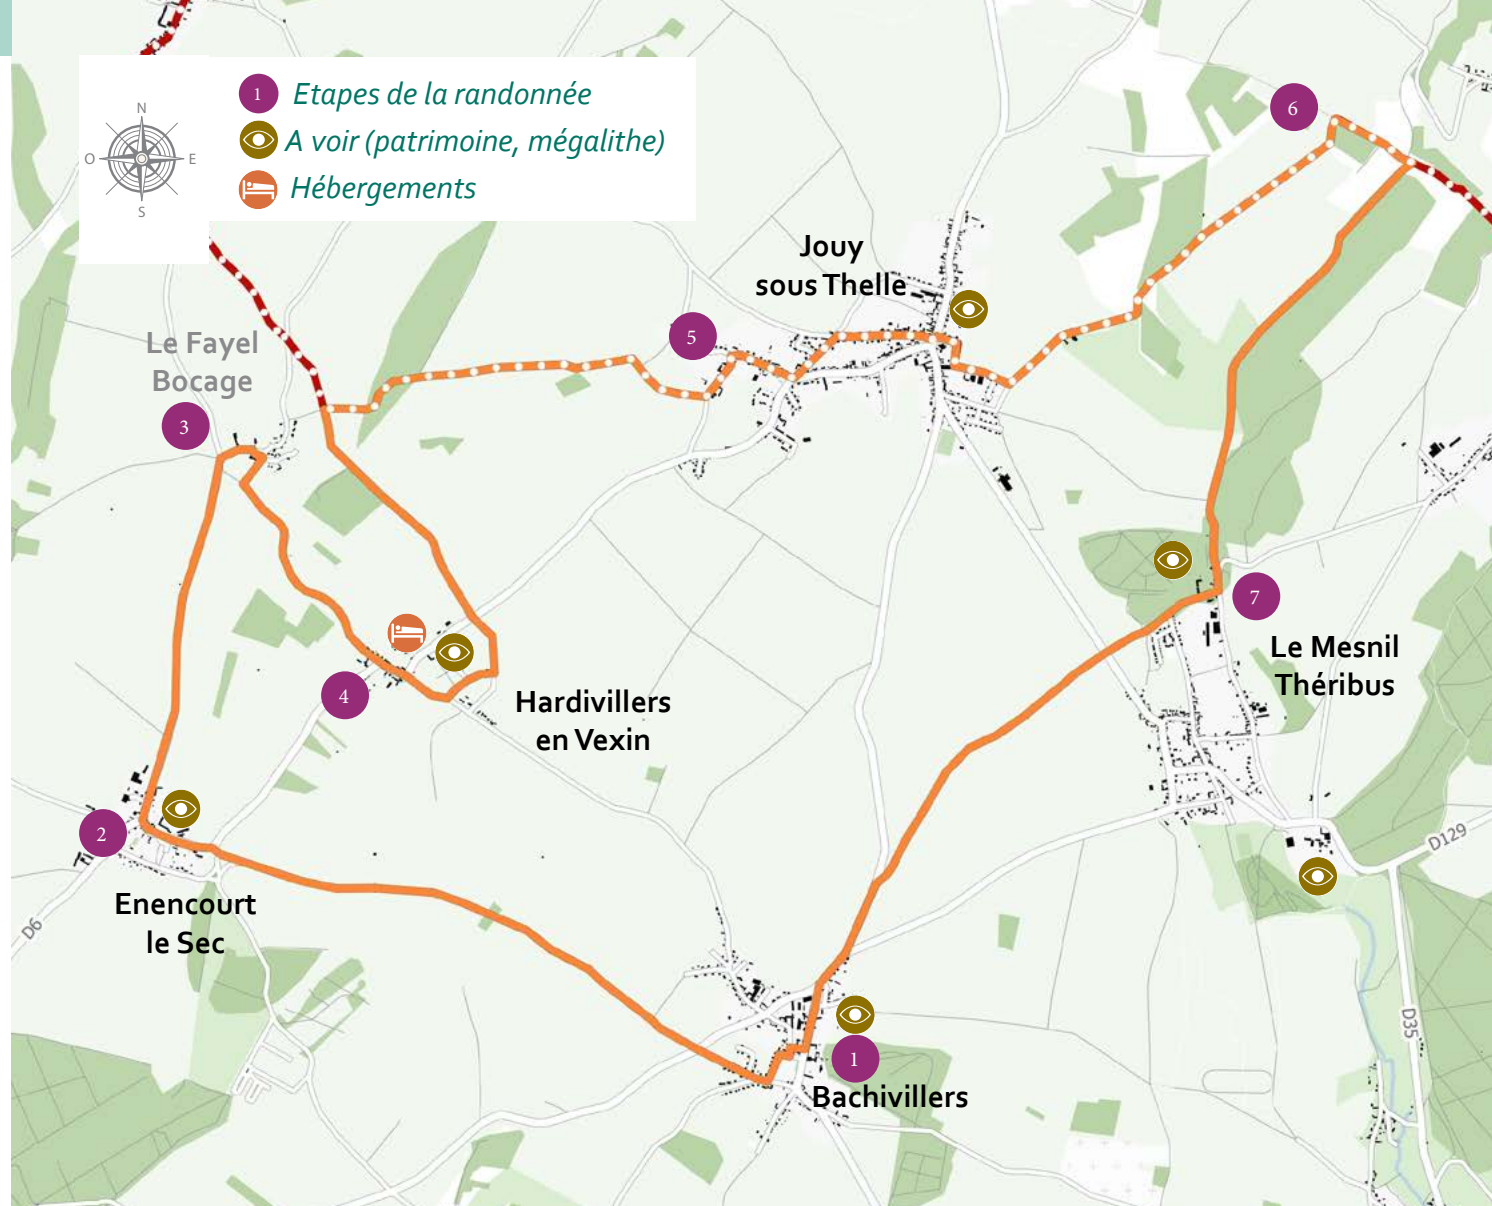 N
O
E
S
1
Etapes de la randonnée
A voir (patrimoine, mégalithe)
Hébergements
6
Jouy
sous Thelle
5
Le Fayel
Bocage
3
7
Le Mesnil
Théribus
4
Hardivillers
en Vexin
2
D129
Enencourt
le Sec
D6
D35
1
Bachivillers